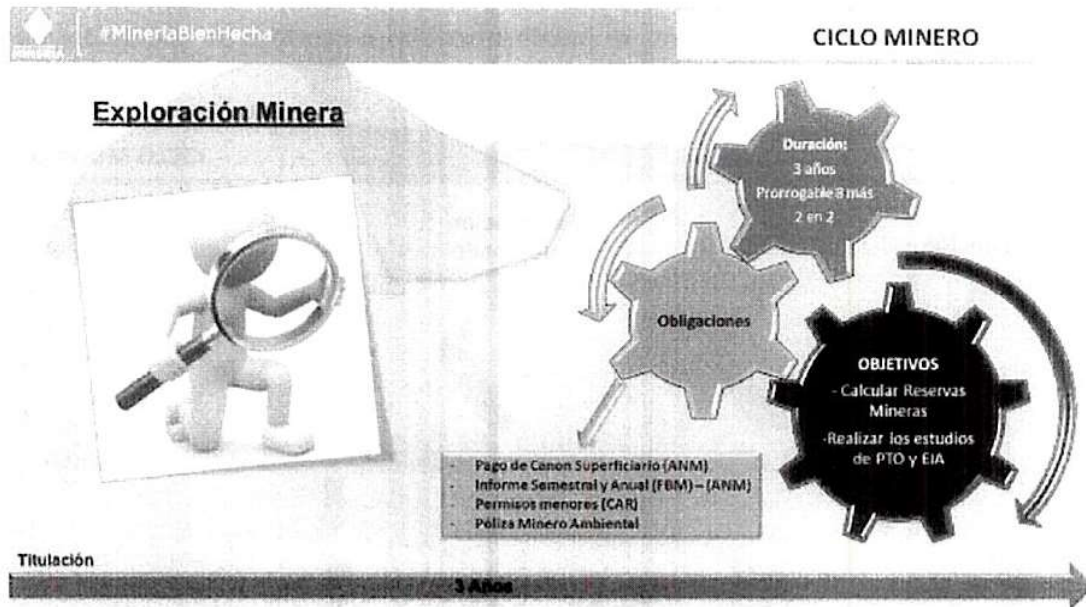 #MineríaBienHecha
CICLO MINERO
Exploración Minera
Duración:
3 años
Prorrogable 8 más
2 en 2
Obligaciones
OBJETIVOS
- Calcular Reservas
Mineras
-Realizar los estudios
de PTO y EIA
- Pago de Canon Superficiario (ANM)
- Informe Semestral y Anual (FBM) – (ANM)
- Permisos menores (CAR)
- Póliza Minero Ambiental
Titulación
3 Años